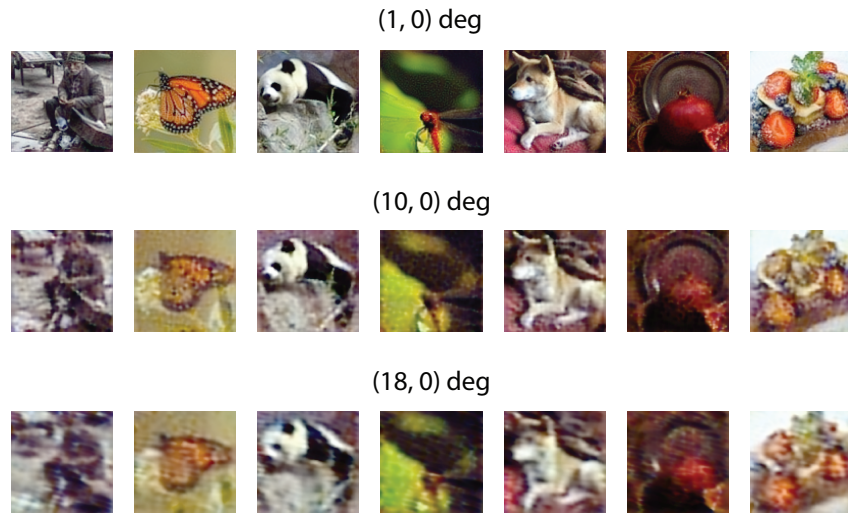 (1, 0) deg
(10, 0) deg
(18, 0) deg